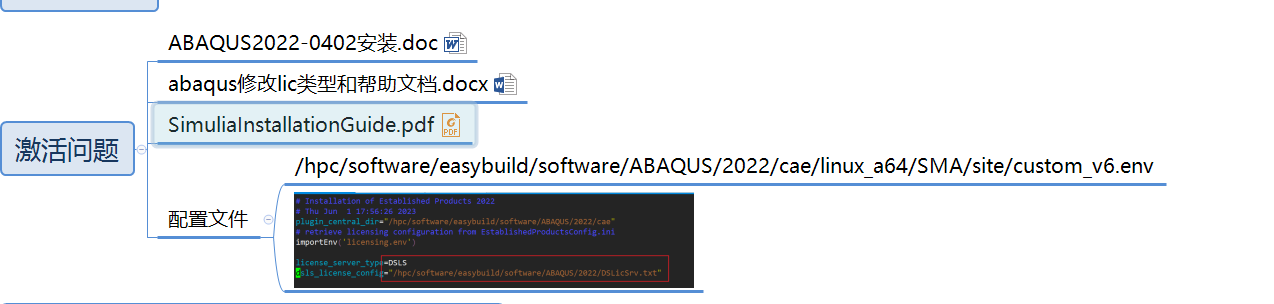 ABAQUS2022-0402安装.doc
abaqus修改lic类型和帮助文档.docx
SimuliaInstallationGuide.pdf
PDF
激活问题
/hpc/software/easybuild/software/ABAQUS/2022/cae/linux_a64/SMA/site/custom_v6.env
配置文件
# Installation of Established Products 2022
# Thu Jun  1 17:56:26 2023
plugin_central_dir="/hpc/software/easybuild/software/ABAQUS/2022/cae"
# retrieve licensing configuration from EstablishedProductsConfig.ini
importEnv('licensing.env')
license_server_type=DSLS
dsls_license_config="/hpc/software/easybuild/software/ABAQUS/2022/DSLicSrv.txt"